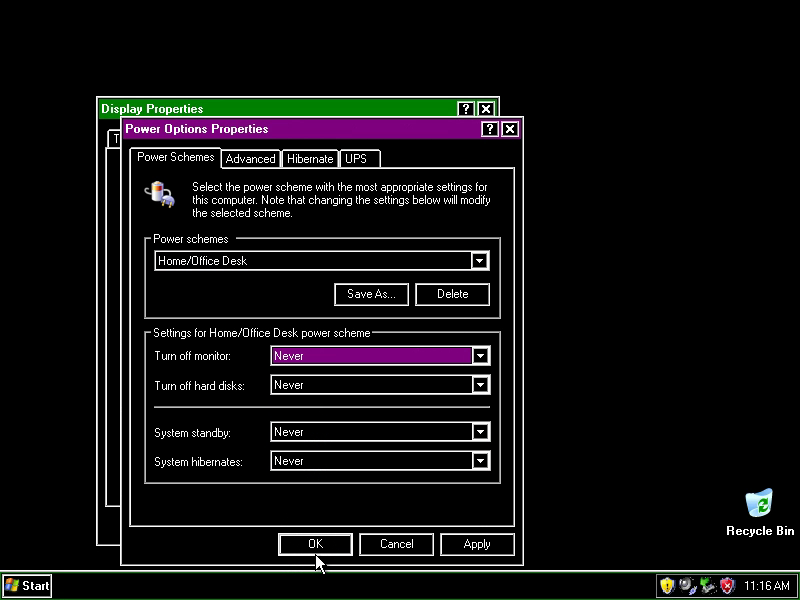 Display Properties
Power Options Properties
T
Power Schemes
Advanced
Hibernate
UPS
Select the power scheme with the most appropriate settings for
this computer. Note that changing the settings below will modify
the selected scheme.
Power schemes
Home/Office Desk
Save As...
Delete
Settings for Home/Office Desk power scheme
Turn off monitor:
Never
Turn off hard disks:
Never
System standby:
Never
System hibernates:
Never
OK
Cancel
Apply
Recycle Bin
Start
11:16 AM